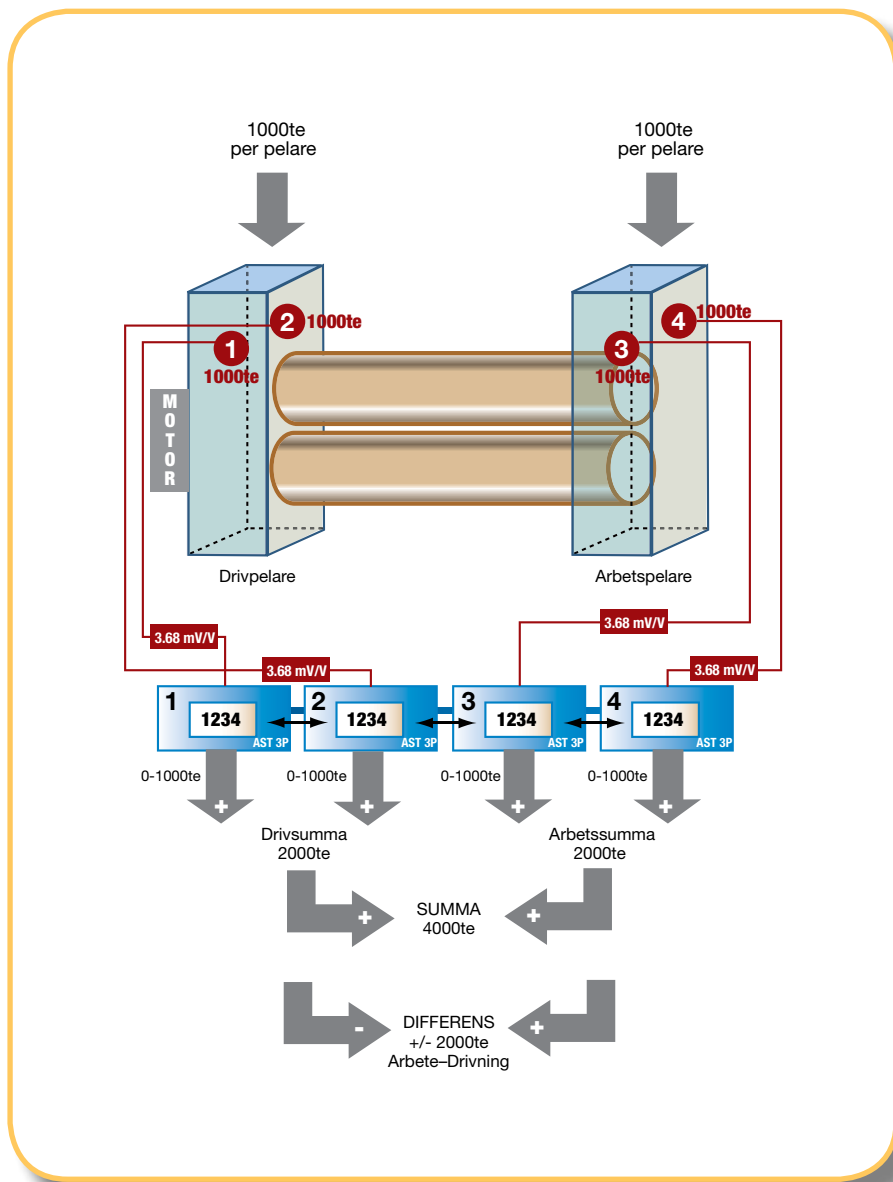 1000te
per pelare
1000te
per pelare
2
1000te
4
1000te
1
1000te
3
1000te
MOTOR
Drivpelare
Arbetspelare
3.68 mV/V
3.68 mV/V
3.68 mV/V
3.68 mV/V
1
1234
AST 3P
2
1234
AST 3P
3
1234
AST 3P
4
1234
AST 3P
0-1000te
0-1000te
0-1000te
0-1000te
+
+
+
+
Drivsumma
2000te
Arbetssumma
2000te
+
SUMMA
4000te
+
-
DIFFERENS
+/- 2000te
Arbete–Drivning
+